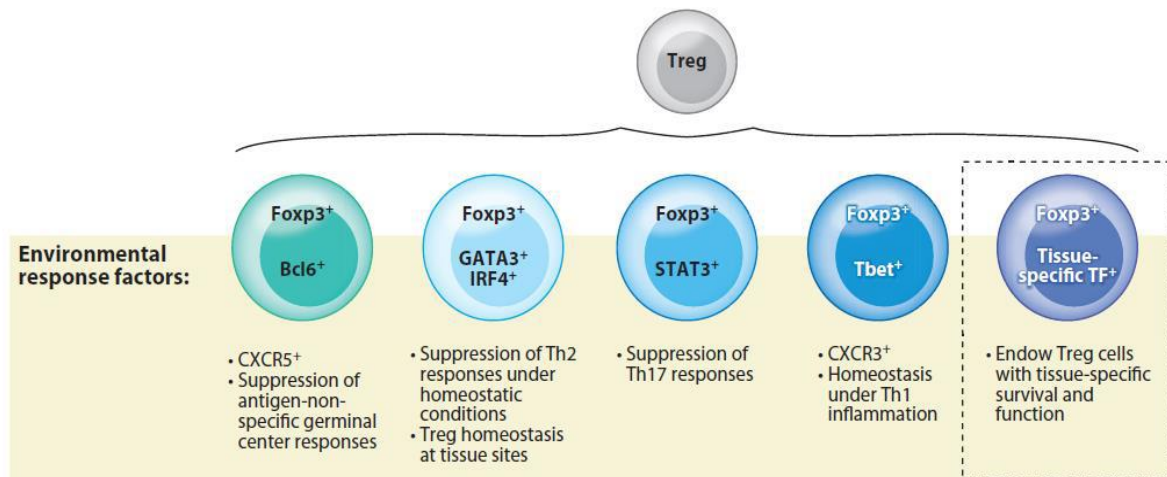 Treg
Environmental
response factors:
Foxp3⁺
Bcl6⁺
• CXCR5⁺
• Suppression of
antigen-non-
specific germinal
center responses
Foxp3⁺
GATA3⁺
IRF4⁺
• Suppression of Th2
responses under
homeostatic
conditions
• Treg homeostasis
at tissue sites
Foxp3⁺
STAT3⁺
• Suppression of
Th17 responses
Foxp3⁺
Tbet⁺
• CXCR3⁺
• Homeostasis
under Th1
inflammation
Foxp3⁺
Tissue-
specific TF⁺
• Endow Treg cells
with tissue-specific
survival and
function